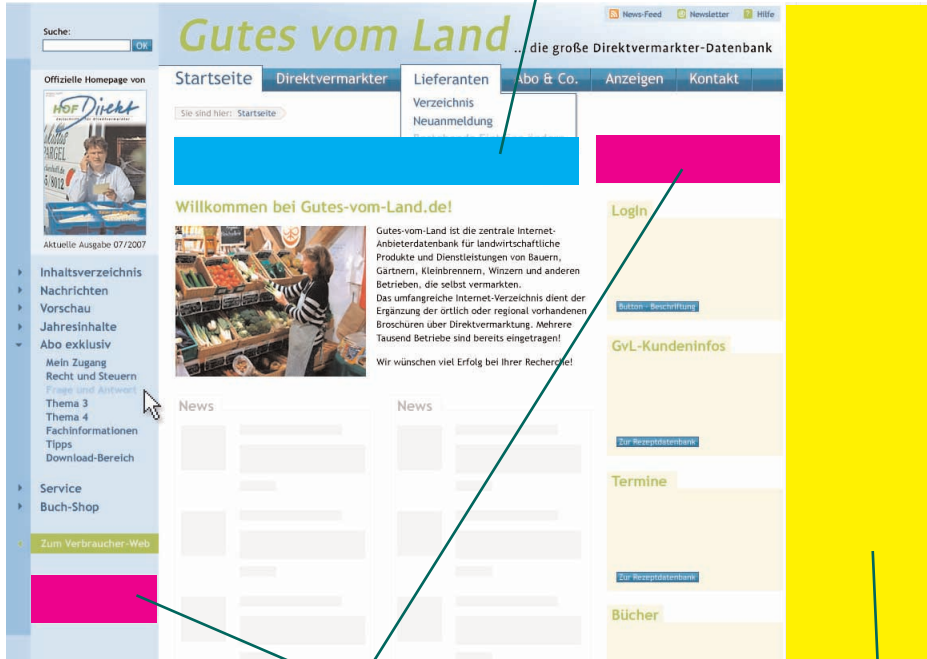 News-Feed Newsletter Hilfe
Suche:
OK
Gutes vom Land
... die große Direktvermarkter-Datenbank
Startseite Direktvermarkter Lieferanten Abo & Co. Anzeigen Kontakt
Verzeichnis
Neuanmeldung
Bestehende Einträge ändern
Sie sind hier: Startseite
Offizielle Homepage von
HOF Direkt
5/8012
Aktuelle Ausgabe 07/2007
Inhaltsverzeichnis
Nachrichten
Vorschau
Jahresinhalte
Abo exklusiv
Mein Zugang
Recht und Steuern
Frage und Antwort
Thema 3
Thema 4
Fachinformationen
Tipps
Download-Bereich
Service
Buch-Shop
Zum Verbraucher-Web
Willkommen bei Gutes-vom-Land.de!
Gutes-vom-Land ist die zentrale Internet-
Anbieterdatenbank für landwirtschaftliche
Produkte und Dienstleistungen von Bauern,
Gärtnern, Kleinbrennern, Winzern und anderen
Betrieben, die selbst vermarkten.
Das umfangreiche Internet-Verzeichnis dient der
Ergänzung der örtlich oder regional vorhandenen
Broschüren über Direktvermarktung. Mehrere
Tausend Betriebe sind bereits eingetragen!
Wir wünschen viel Erfolg bei Ihrer Recherche!
News
News
Login
Button - Beschriftung
GvL-Kundeninfos
Zur Rezeptdatenbank
Termine
Zur Rezeptdatenbank
Bücher